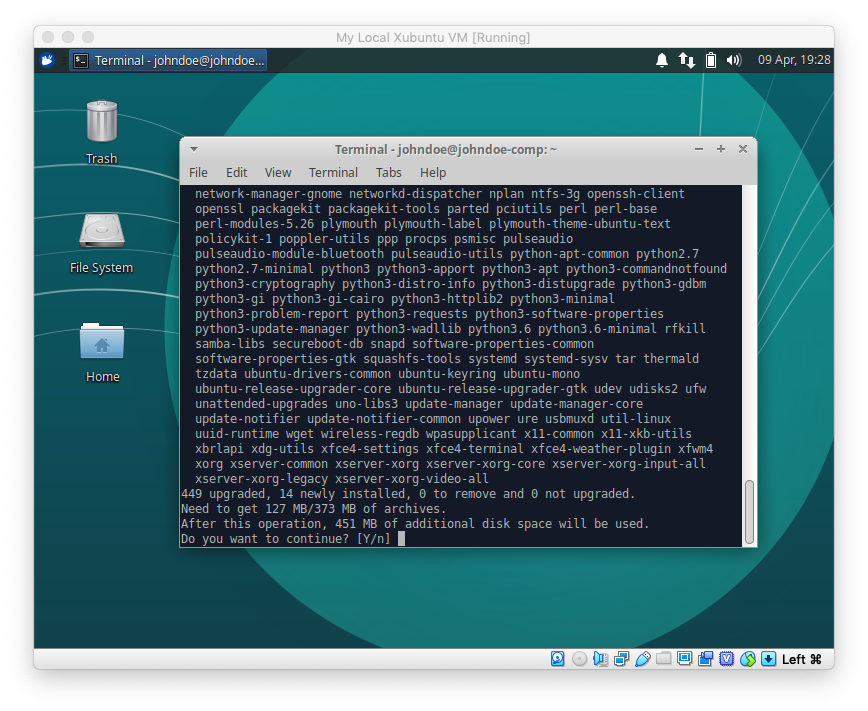 My Local Xubuntu VM [Running]
Terminal - johndoe@johndoe...
09 Apr, 19:28
Trash
File System
Home
Terminal - johndoe@johndoe-comp: ~
File Edit View Terminal Tabs Help
network-manager-gnome networkd-dispatcher nplan ntfs-3g openssh-client
openssl packagekit packagekit-tools parted pciutils perl perl-base
perl-modules-5.26 plymouth plymouth-label plymouth-theme-ubuntu-text
policykit-1 poppler-utils ppp procps psmisc pulseaudio
pulseaudio-module-bluetooth pulseaudio-utils python-apt-common python2.7
python2.7-minimal python3 python3-apport python3-apt python3-commandnotfound
python3-cryptography python3-distro-info python3-distupgrade python3-gdbm
python3-gi python3-gi-cairo python3-httplib2 python3-minimal
python3-problem-report python3-requests python3-software-properties
python3-update-manager python3-wadllib python3.6 python3.6-minimal rfkill
samba-libs secureboot-db snapd software-properties-common
software-properties-gtk squashfs-tools systemd systemd-sysv tar thermald
tzdata ubuntu-drivers-common ubuntu-keyring ubuntu-mono
ubuntu-release-upgrader-core ubuntu-release-upgrader-gtk udev udisks2 ufw
unattended-upgrades uno-libs3 update-manager update-manager-core
update-notifier update-notifier-common upower ure usbmuxd util-linux
uuid-runtime wget wireless-regdb wpasupplicant x11-common x11-xkb-utils
xbrlapi xdg-utils xfce4-settings xfce4-terminal xfce4-weather-plugin xfwm4
xorg xserver-common xserver-xorg xserver-xorg-core xserver-xorg-input-all
xserver-xorg-legacy xserver-xorg-video-all
449 upgraded, 14 newly installed, 0 to remove and 0 not upgraded.
Need to get 127 MB/373 MB of archives.
After this operation, 451 MB of additional disk space will be used.
Do you want to continue? [Y/n]
Left ⌘